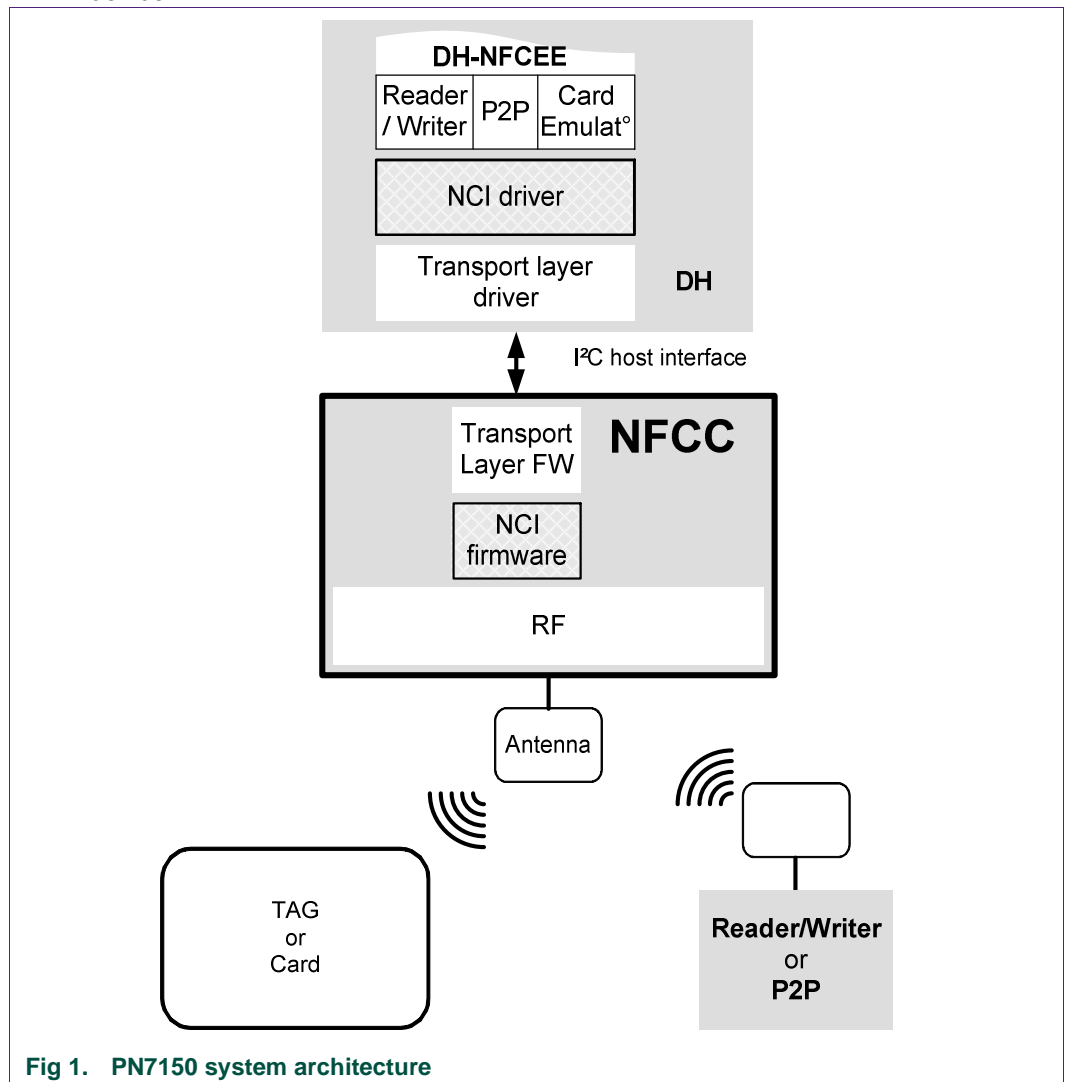 DH-NFCEE
Reader
/ Writer
P2P
Card
Emulat°
NCI driver
Transport layer
driver
DH
I²C host interface
Transport
Layer FW
NFCC
NCI
firmware
RF
Antenna
TAG
or
Card
Reader/Writer
or
P2P
Fig 1. PN7150 system architecture